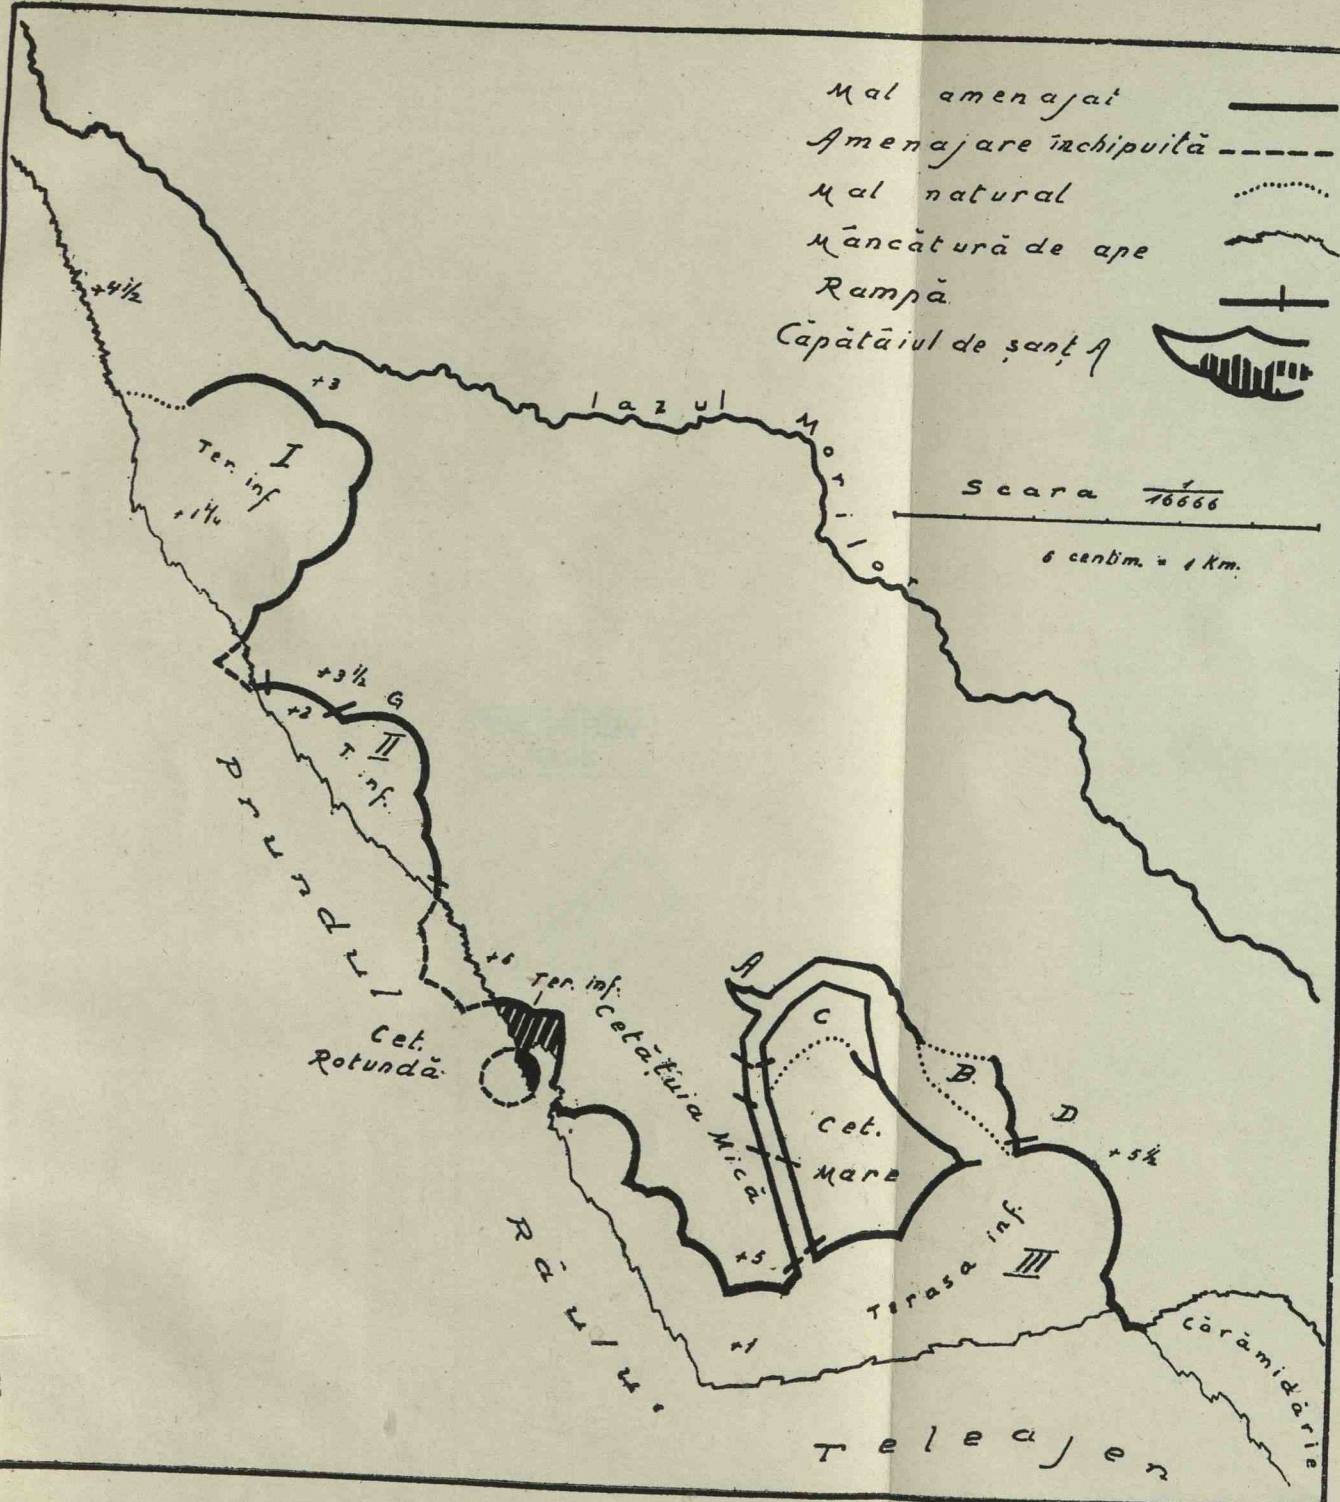 Mal amenajat
Amenajare închipuită
Mal natural
Mâncătură de ape
Rampă
Căpătâiul de șanț A
Scara 1/16666
6 centim. = 1 Km.
Iazul Morilor
+4½
+3
I
Ter. inf
+1¼
+3½
G
+2
II
T. inf.
Prundul
+6
Ter. inf.
Cet.
Rotundă
Cetățuia Mică
A
C
B
D
+5½
Cet.
Mare
+5
Terasa inf.
III
+1
Râului
Cărămidărie
Teleajen